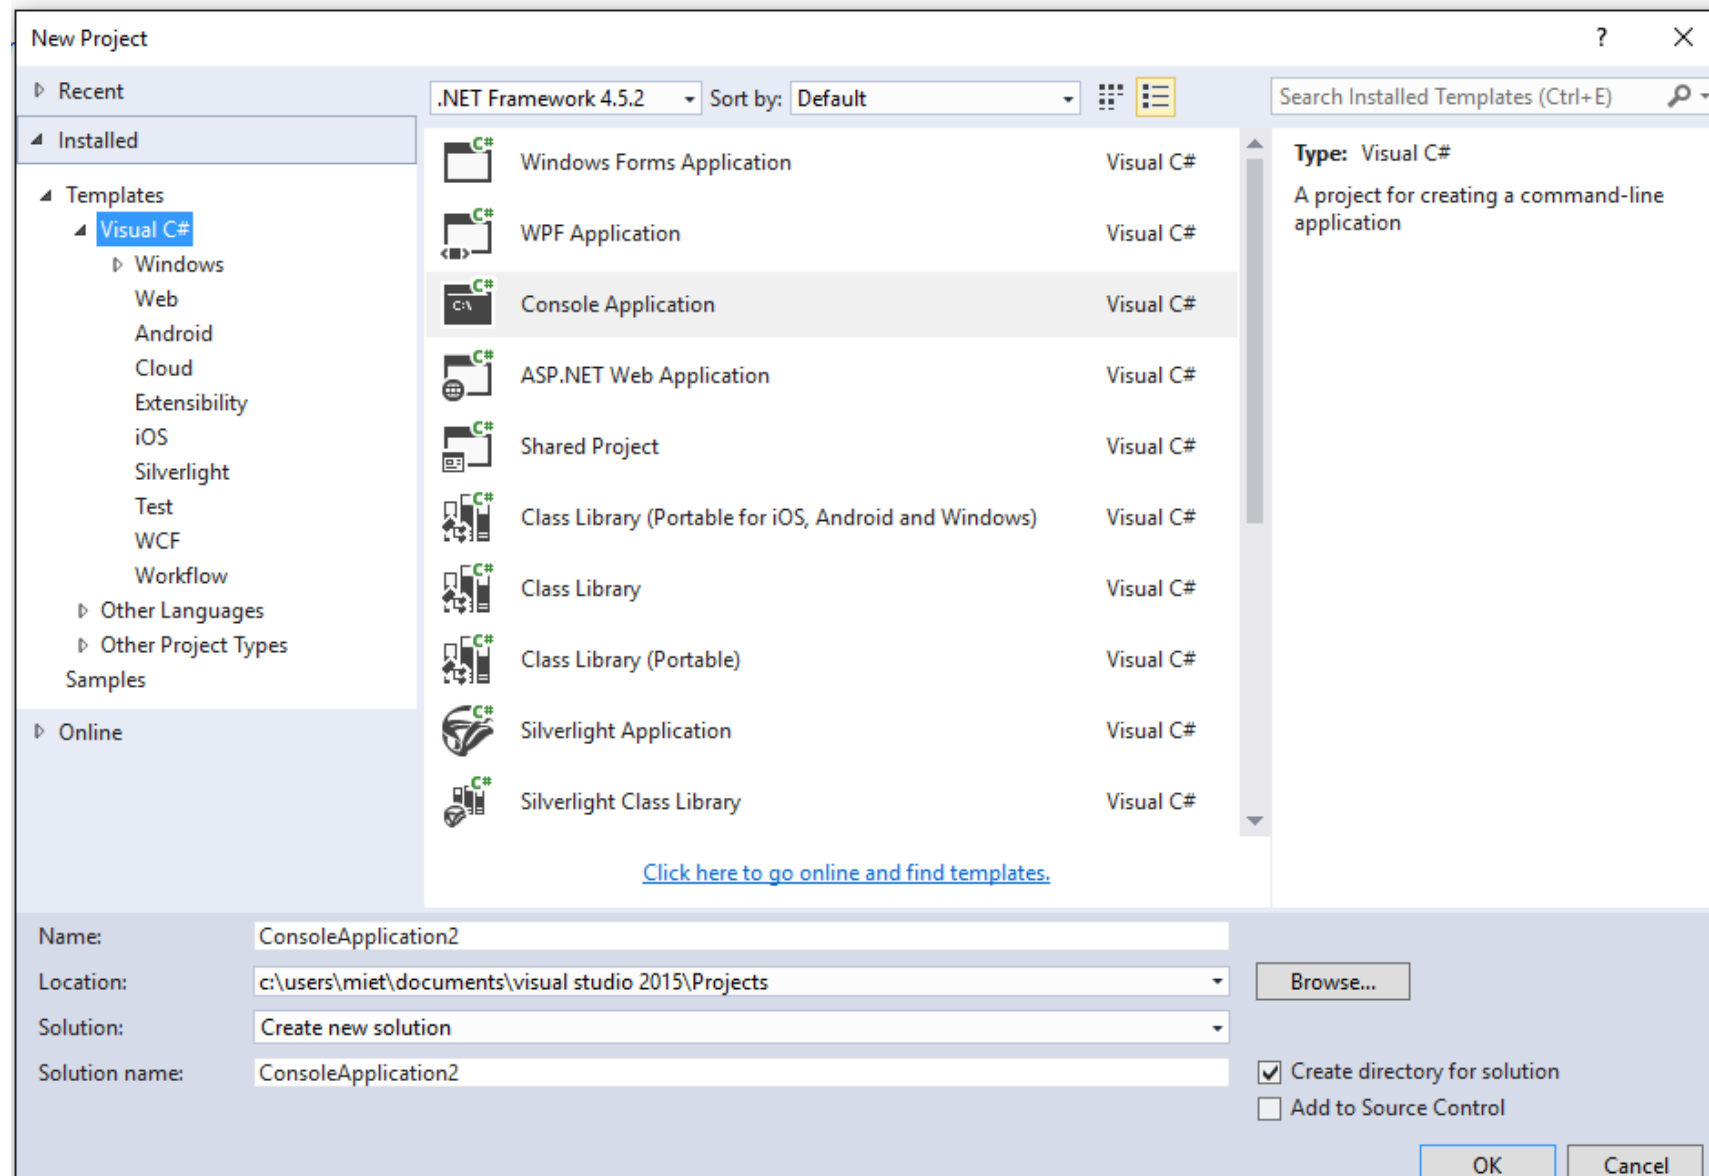 New Project
?
Recent
.NET Framework 4.5.2
Sort by:
Default
Search Installed Templates (Ctrl+E)
Installed
Templates
Visual C#
Windows
Web
Android
Cloud
Extensibility
iOS
Silverlight
Test
WCF
Workflow
Other Languages
Other Project Types
Samples
Online
C# Windows Forms Application Visual C#
C# WPF Application Visual C#
C# C:\ Console Application Visual C#
C# ASP.NET Web Application Visual C#
C# Shared Project Visual C#
C# Class Library (Portable for iOS, Android and Windows) Visual C#
C# Class Library Visual C#
C# Class Library (Portable) Visual C#
C# Silverlight Application Visual C#
C# Silverlight Class Library Visual C#
Click here to go online and find templates.
Type: Visual C#
A project for creating a command-line
application
Name: ConsoleApplication2
Location: c:\users\miet\documents\visual studio 2015\Projects
Browse...
Solution: Create new solution
Solution name: ConsoleApplication2
Create directory for solution
Add to Source Control
OK
Cancel